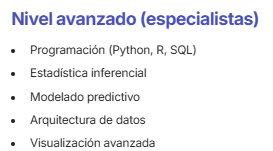 Nivel avanzado (especialistas)
• Programación (Python, R, SQL)
• Estadística inferencial
• Modelado predictivo
• Arquitectura de datos
• Visualización avanzada